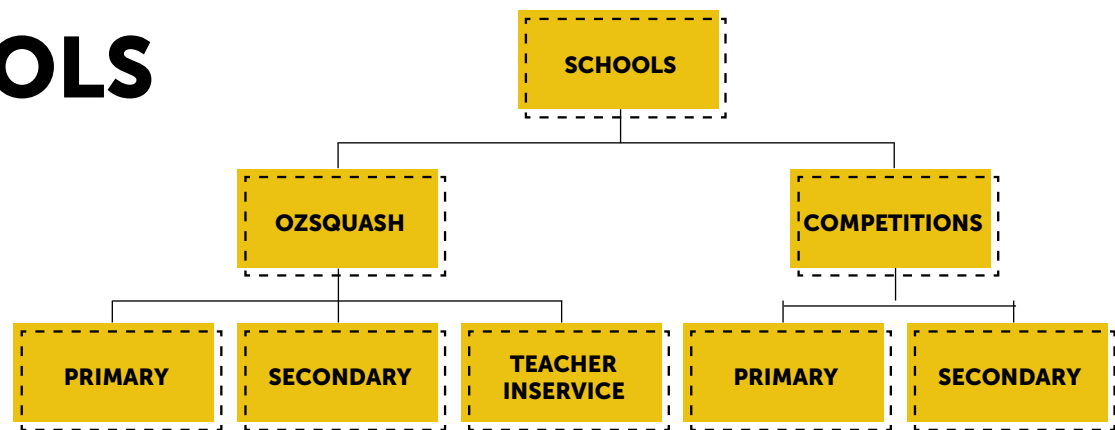 OLS
SCHOOLS
OZSQUASH
COMPETITIONS
PRIMARY
SECONDARY
TEACHER
INSERVICE
PRIMARY
SECONDARY